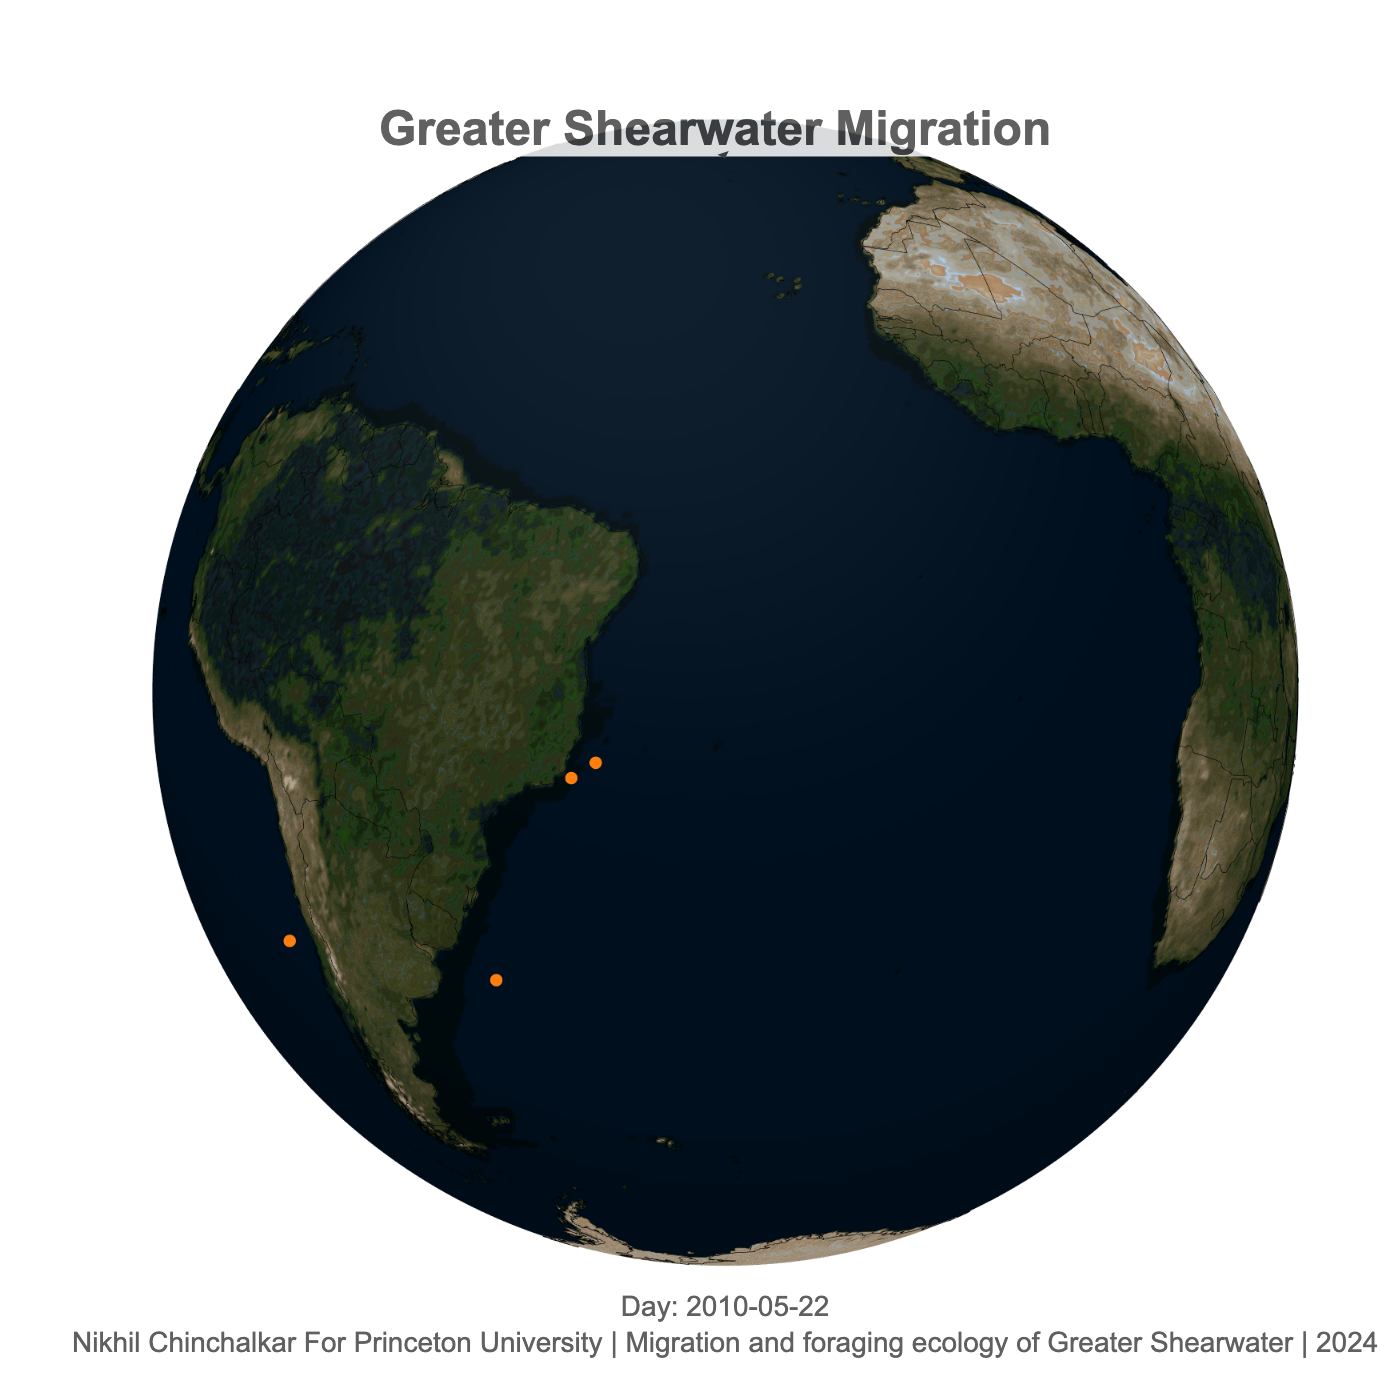 Greater Shearwater Migration
Day: 2010-05-22
Nikhil Chinchalkar For Princeton University | Migration and foraging ecology of Greater Shearwater | 2024